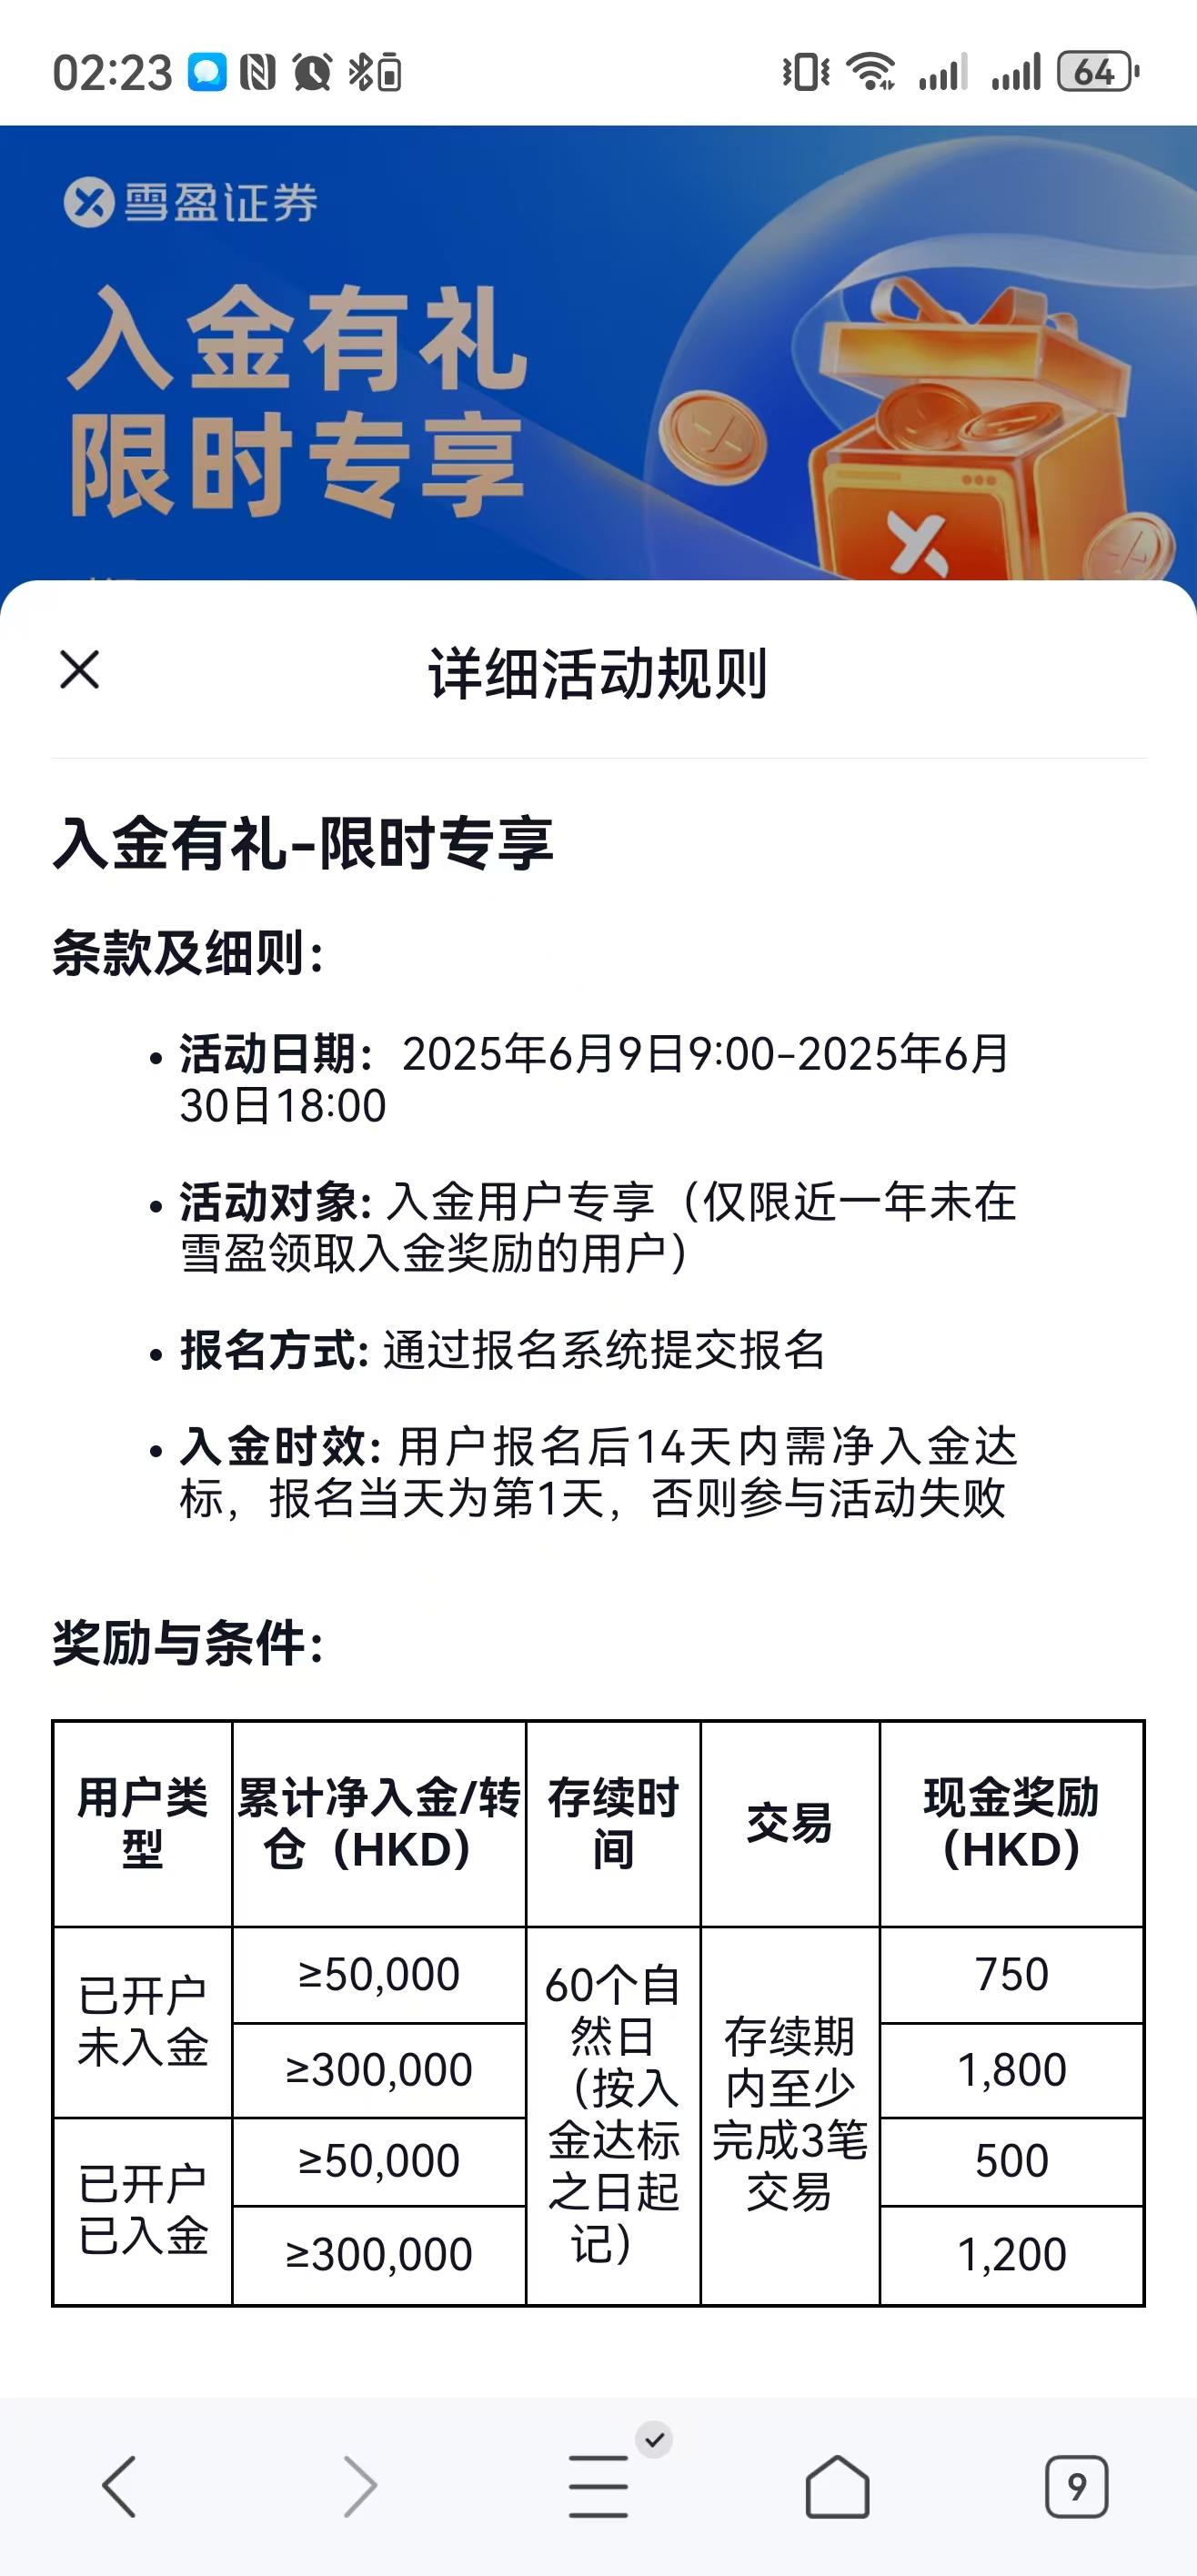 02:23
64
雪盈证券
入金有礼
限时专享
详细活动规则
入金有礼-限时专享
条款及细则：
• 活动日期：2025年6月9日9:00-2025年6月
30日18:00
• 活动对象: 入金用户专享（仅限近一年未在
雪盈领取入金奖励的用户）
• 报名方式: 通过报名系统提交报名
• 入金时效: 用户报名后14天内需净入金达
标，报名当天为第1天，否则参与活动失败
奖励与条件：
用户类
型
累计净入金/转
仓（HKD）
存续时
间
交易
现金奖励
（HKD）
已开户
未入金
≥50,000
60个自
然日
（按入
金达标
之日起
记）
存续期
内至少
完成3笔
交易
750
≥300,000
1,800
已开户
已入金
≥50,000
500
≥300,000
1,200
9